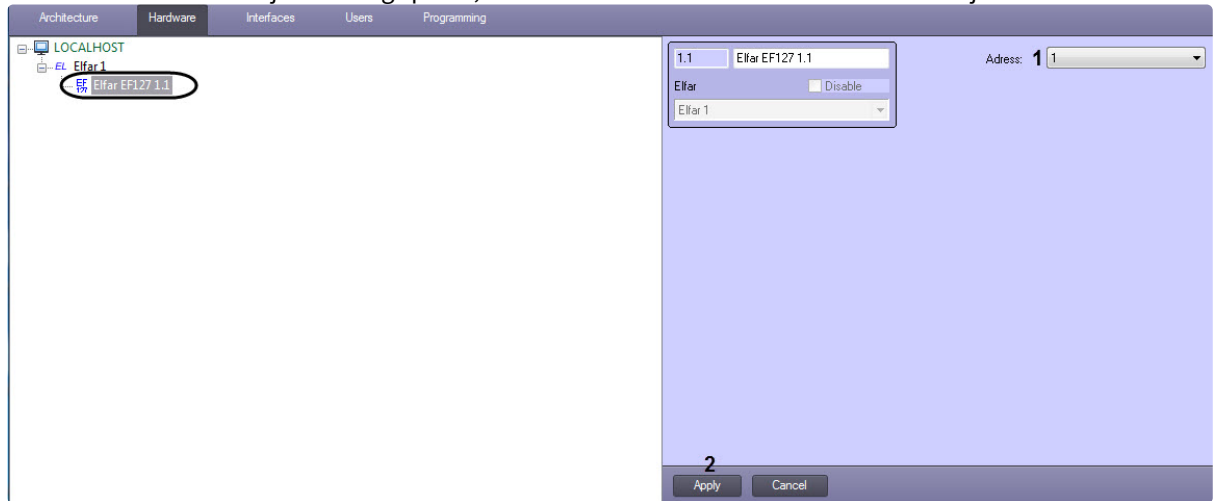 Architecture Hardware Interfaces Users Programming
LOCALHOST
EL Elfar 1
EF 127 Elfar EF127 1.1
1.1 Elfar EF127 1.1
Adress: 1 1
Elfar Disable
Elfar 1
2
Apply Cancel